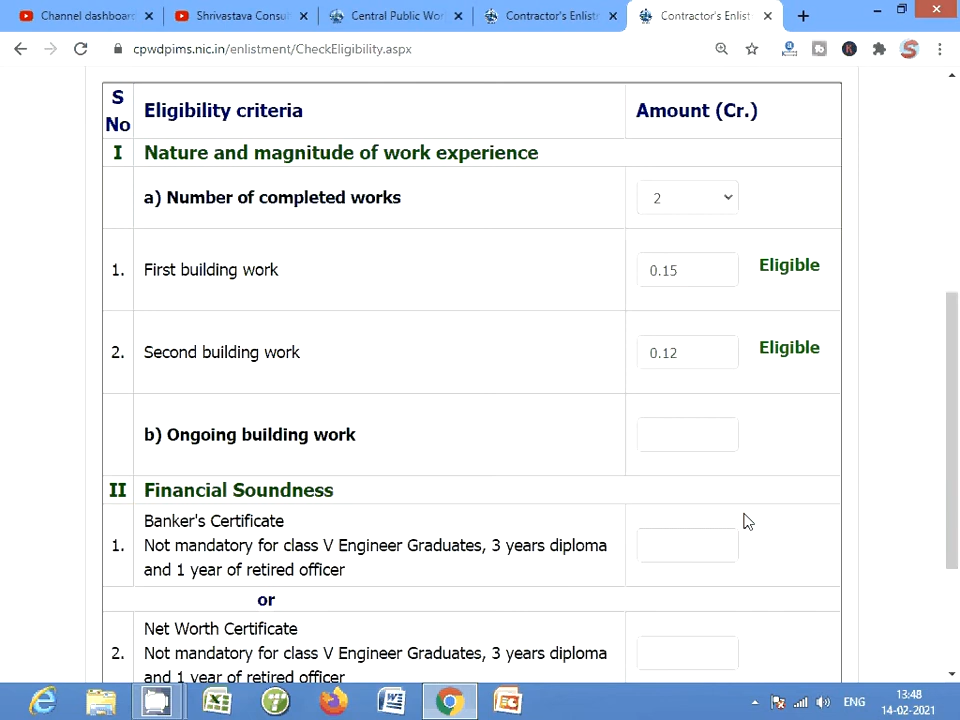 Channel dashboard
Shrivastava Consul
Central Public Wor
Contractor's Enlistr
Contractor's Enlist
cpwdpims.nic.in/enlistment/CheckEligibility.aspx
S No
Eligibility criteria
Amount (Cr.)
I Nature and magnitude of work experience
a) Number of completed works
2
1. First building work
0.15
Eligible
2. Second building work
0.12
Eligible
b) Ongoing building work
II Financial Soundness
Banker's Certificate
1. Not mandatory for class V Engineer Graduates, 3 years diploma
and 1 year of retired officer
or
Net Worth Certificate
2. Not mandatory for class V Engineer Graduates, 3 years diploma
and 1 year of retired officer
ENG
13:48
14-02-2021